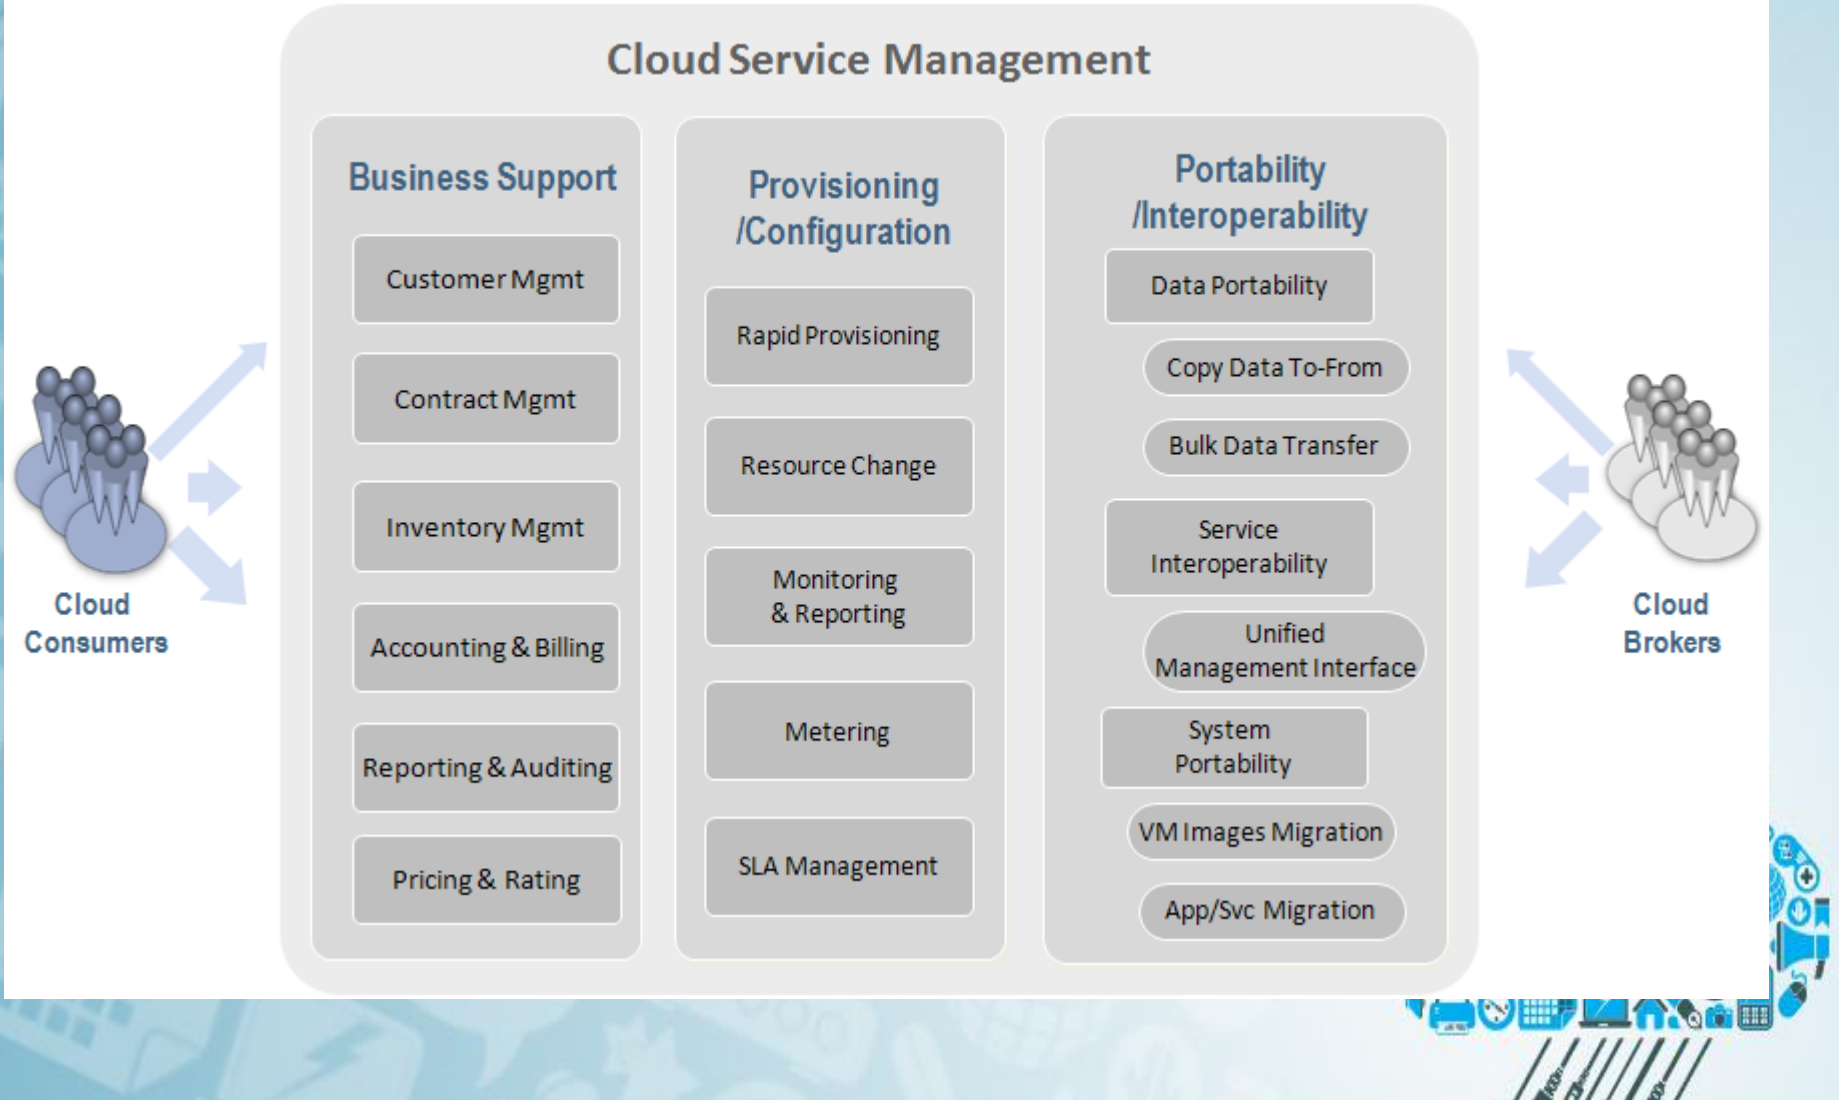 Cloud Service Management
Business Support
Customer Mgmt
Contract Mgmt
Inventory Mgmt
Accounting & Billing
Reporting & Auditing
Pricing & Rating
Provisioning
/Configuration
Rapid Provisioning
Resource Change
Monitoring
& Reporting
Metering
SLA Management
Portability
/Interoperability
Data Portability
Copy Data To-From
Bulk Data Transfer
Service
Interoperability
Unified
Management Interface
System
Portability
VM Images Migration
App/Svc Migration
Cloud
Consumers
Cloud
Brokers